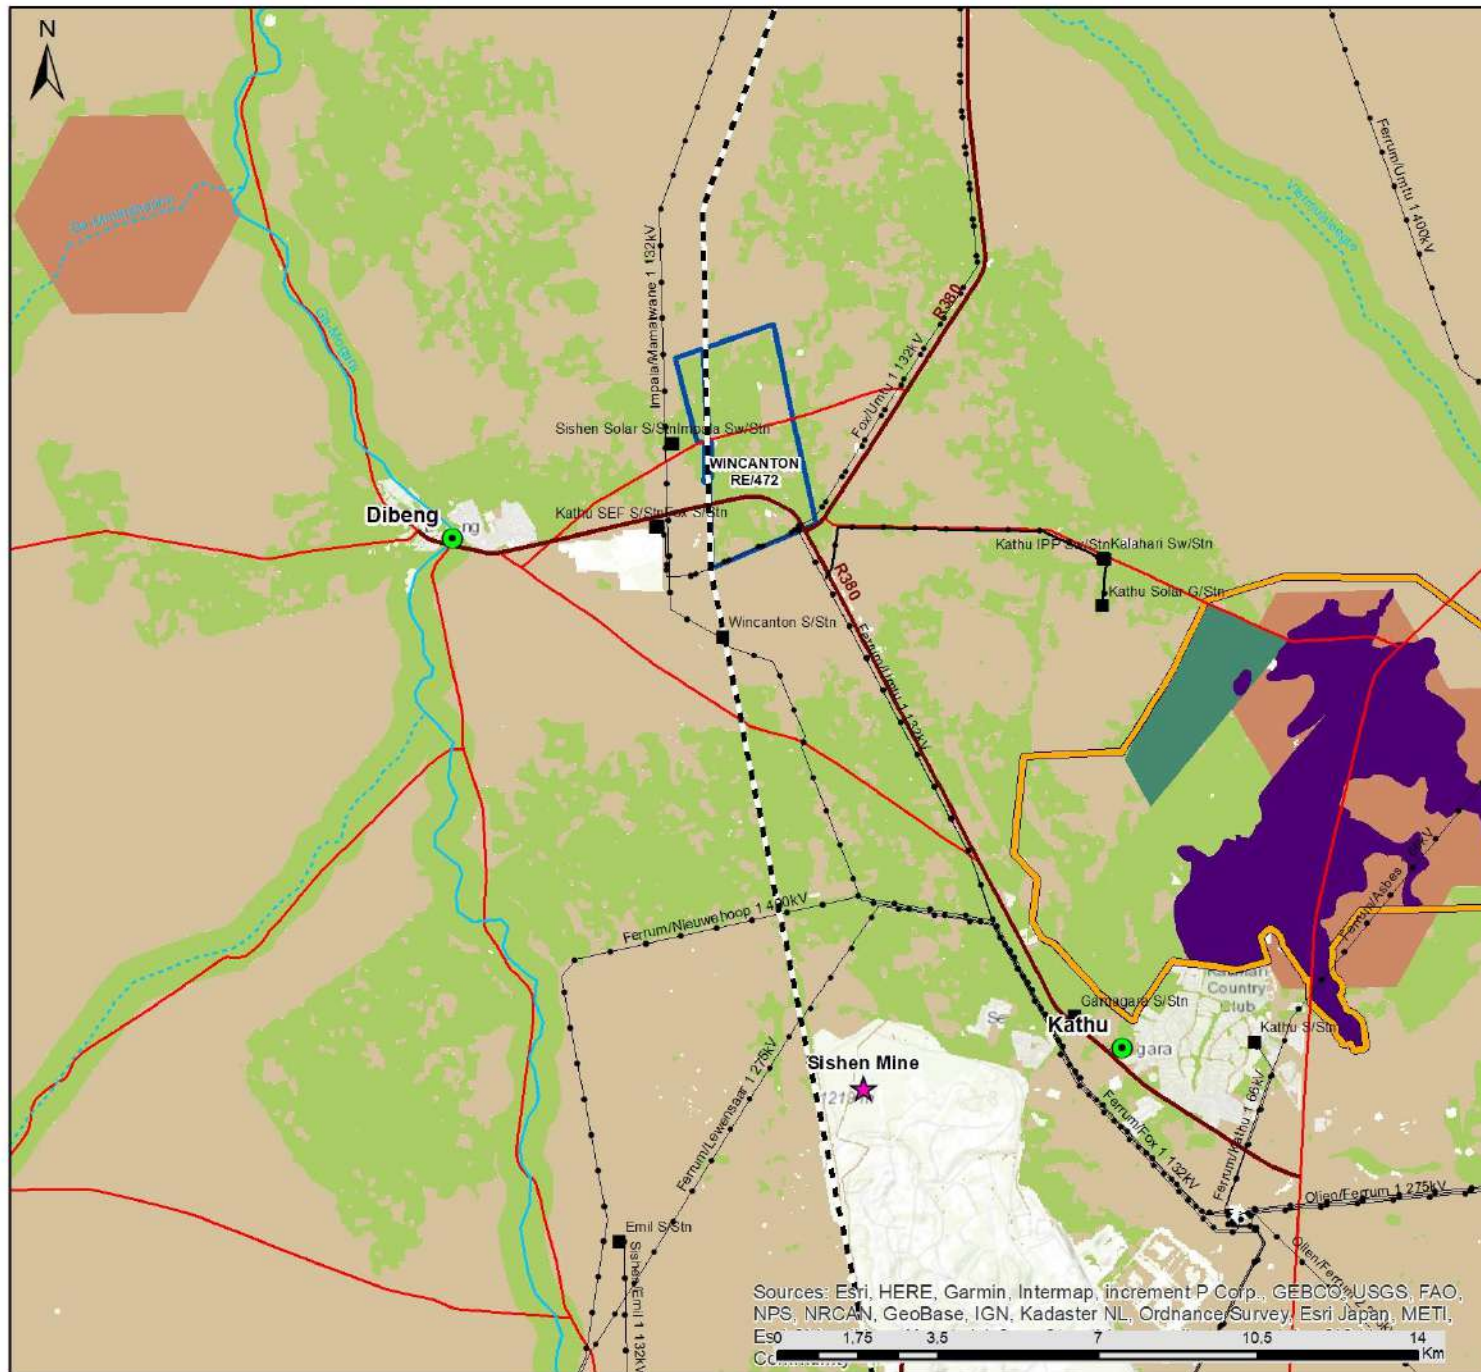 N
Ferrum/Umtu 1 400kV
Vlermuisleegte
Ga-Mogara
Impala/Mamatwane 1 132kV
R380
Fox/Umtu 1 132kV
Sishen Solar S/Stn
Impala Sw/Stn
WINCANTON
RE/472
Dibeng
Kathu SEF S/Stn
Fox S/Stn
Kathu IPP Sw/Stn
Kalahari Sw/Stn
R380
Kathu Solar G/Stn
Wincanton S/Stn
Ferrum/Umtu 1 132kV
Ferrum/Nieuwehoop 1 400kV
Country
Club
Gamagara S/Stn
Kathu
Kathu S/Stn
gara
Sishen Mine
Ferrum/Lewensaar 1 275kV
Ferrum/Fox 1 132kV
Ferrum/Kathu 1 66kV
Olien/Ferrum 1 275kV
Emil S/Stn
Sishen/Emil 1 132kV
Sources: Esri, HERE, Garmin, Intermap, increment P Corp., GEBCO, USGS, FAO,
NPS, NRCAN, GeoBase, IGN, Kadaster NL, Ordnance Survey, Esri Japan, METI,
0 1,75 3,5 7 10,5 14
Km